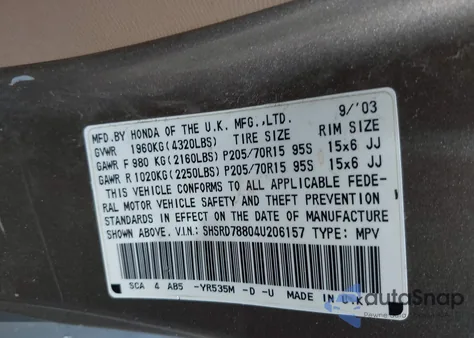 MFD.BY HONDA OF THE U.K. MFG.,LTD. 9/'03
GVWR 1960KG(4320LBS) TIRE SIZE RIM SIZE
GAWR F 980 KG(2160LBS) P205/70R15 95S 15x6 JJ
GAWR R 1020KG(2250LBS) P205/70R15 95S 15x6 JJ
THIS VEHICLE CONFORMS TO ALL APPLICABLE FEDE-
RAL MOTOR VEHICLE SAFETY AND THEFT PREVENTION
STANDARDS IN EFFECT ON THE DATE OF MANUFACTURE
SHOWN ABOVE. V.I.N.: SHSRD78804U206157 TYPE: MPV
SCA 4 AB5 -YR535M -D -U MADE IN U.K.
autoSnap